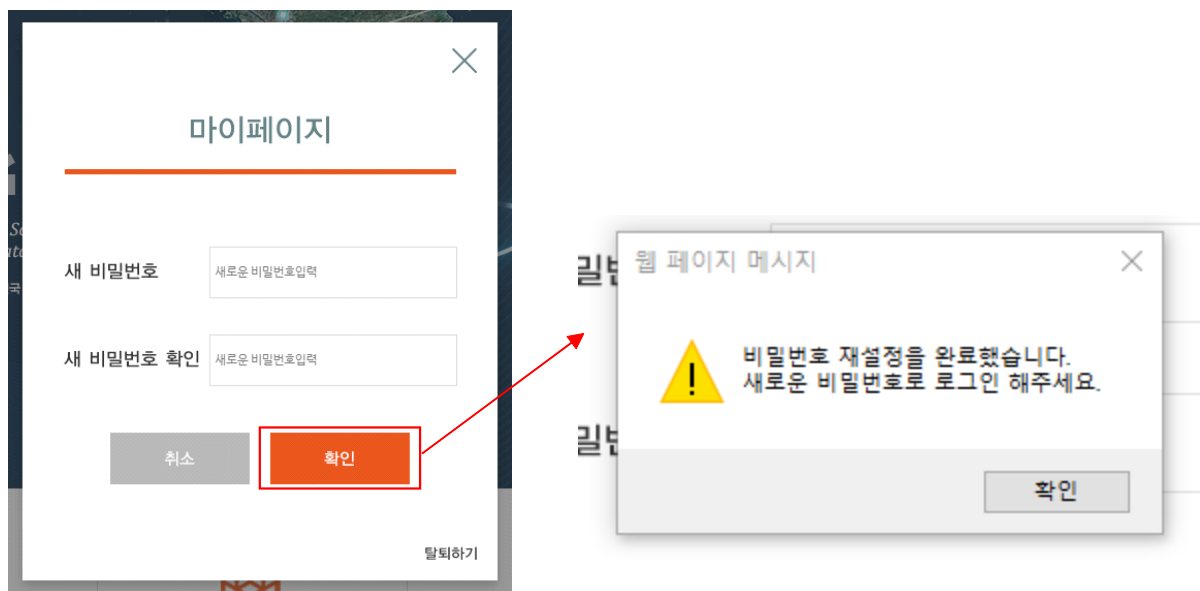 마이페이지
새 비밀번호
새로운 비밀번호입력
새 비밀번호 확인
새로운 비밀번호입력
취소
확인
탈퇴하기
웹 페이지 메시지
비밀번호 재설정을 완료했습니다.
새로운 비밀번호로 로그인 해주세요.
확인